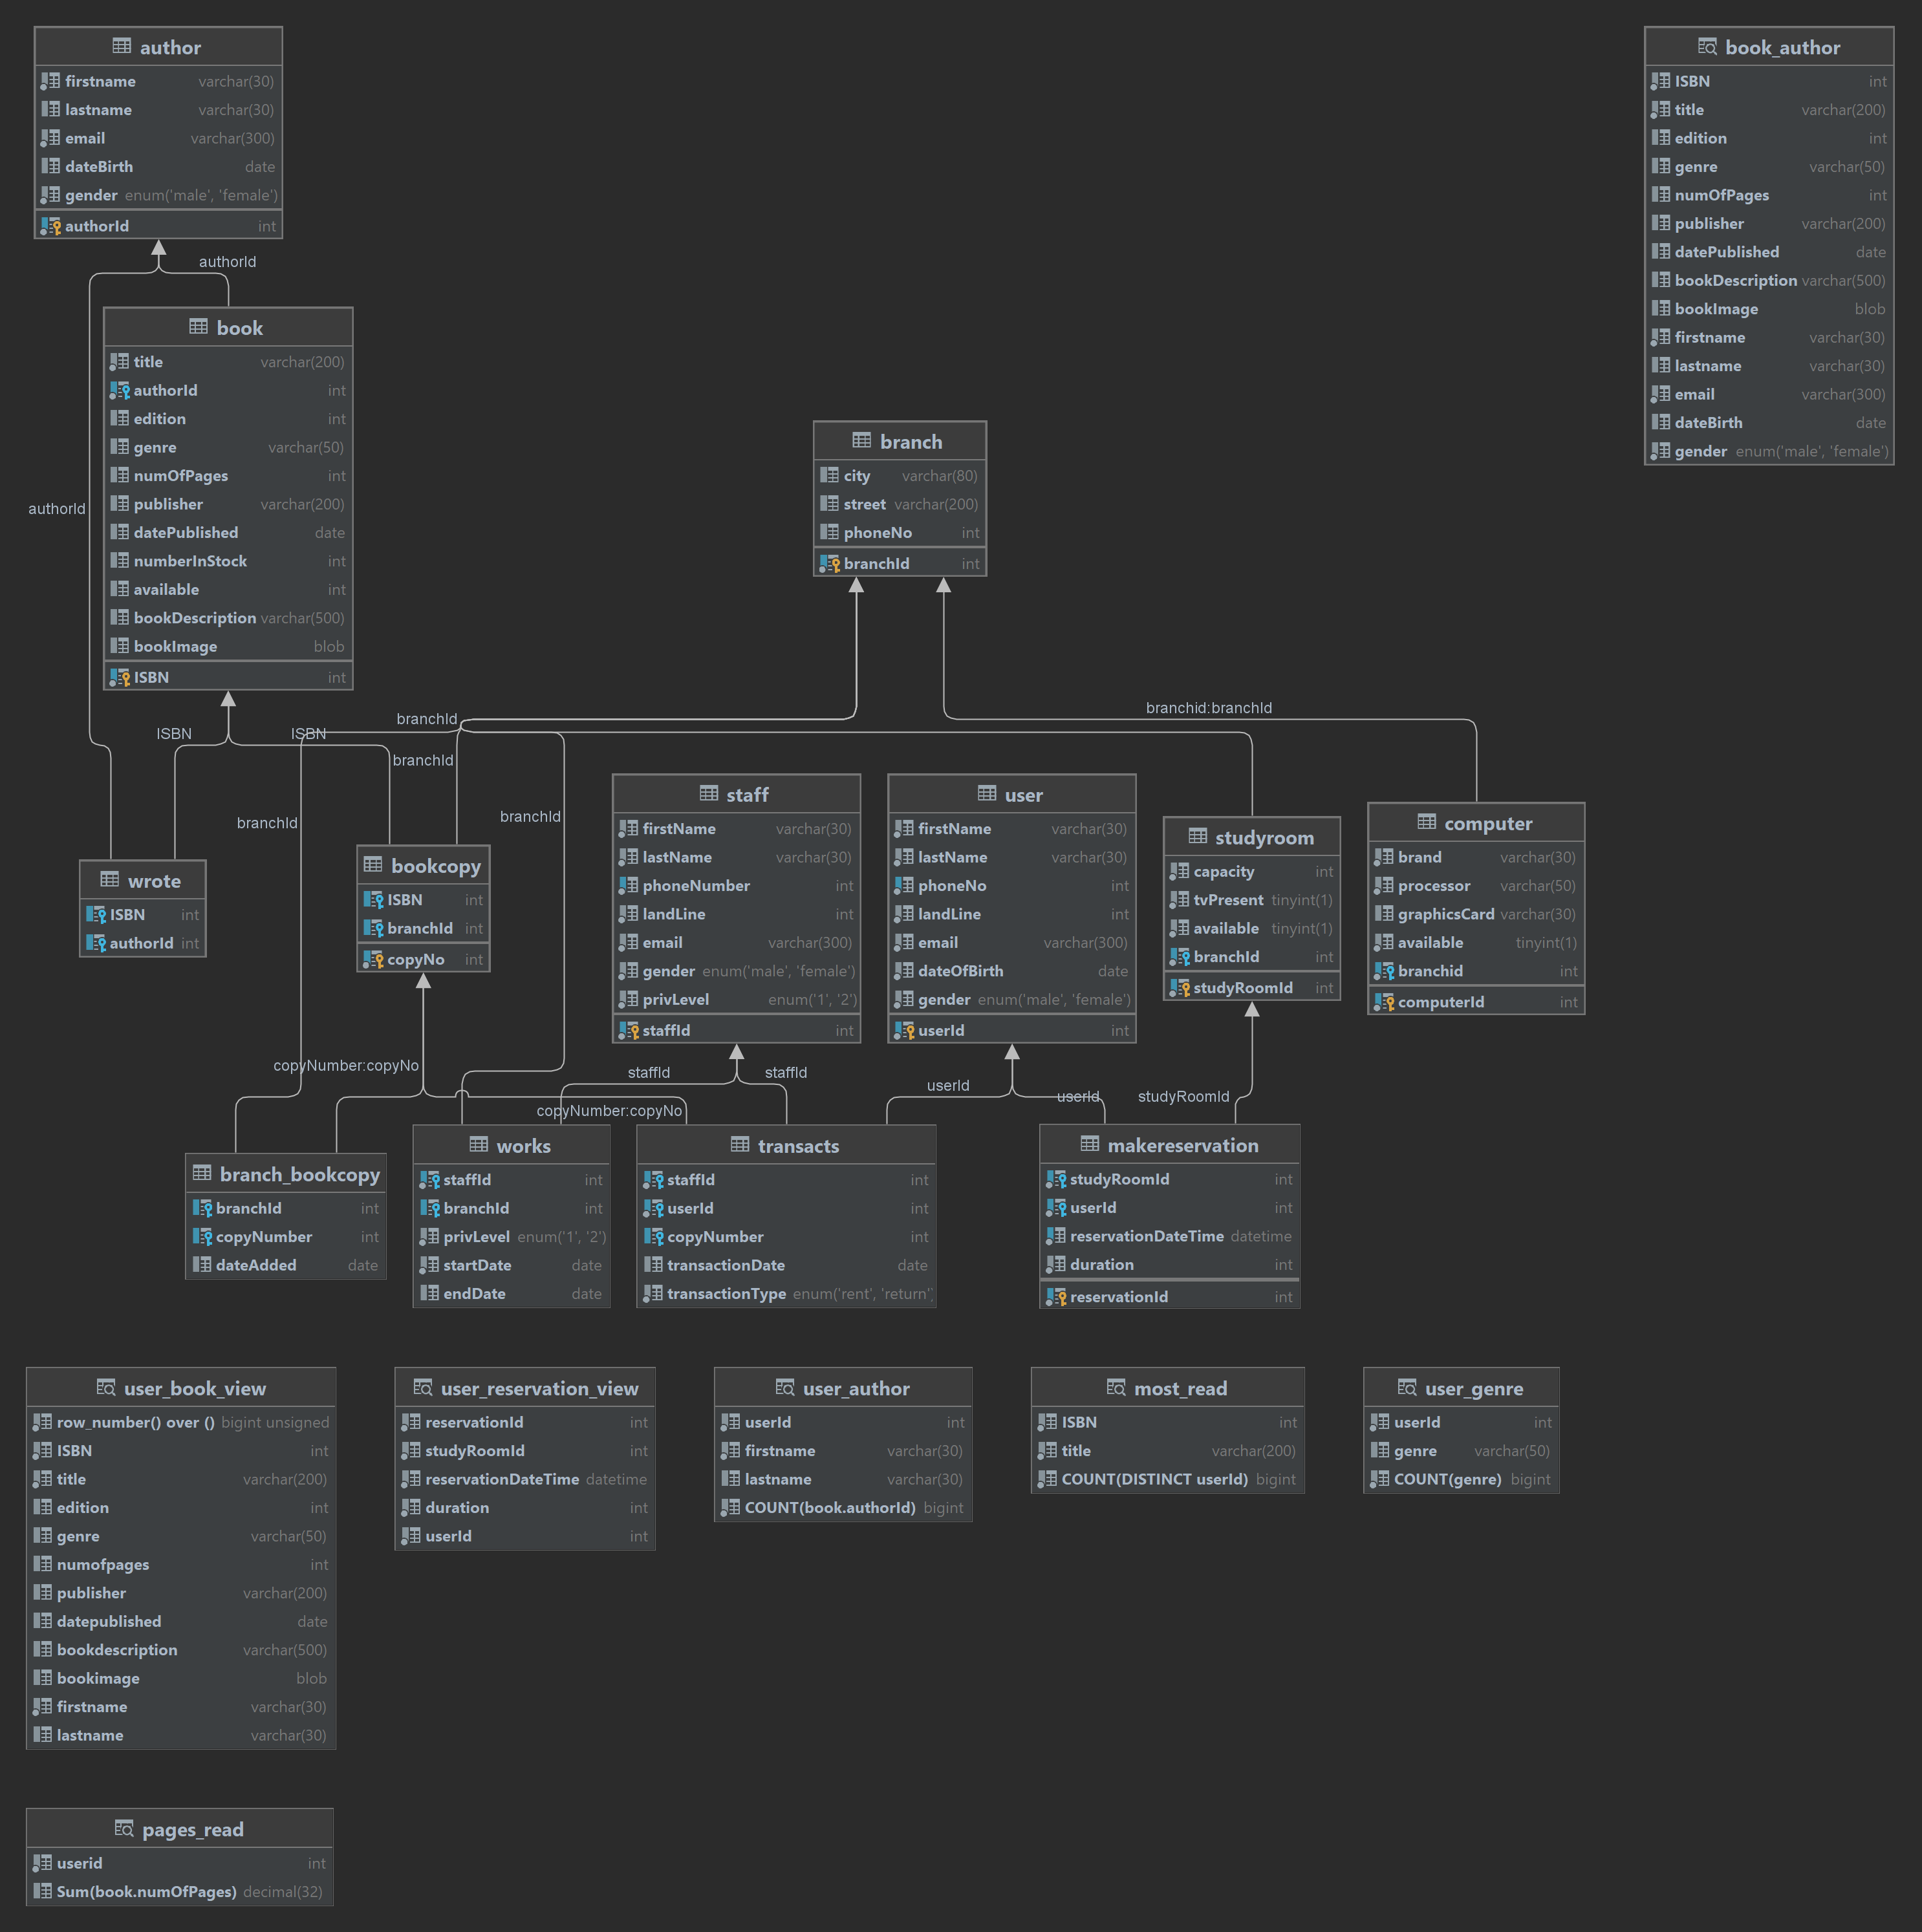 author
firstname varchar(30)
lastname varchar(30)
email varchar(300)
dateBirth date
gender enum('male', 'female')
authorId int
book_author
ISBN int
title varchar(200)
edition int
genre varchar(50)
numOfPages int
publisher varchar(200)
datePublished date
bookDescription varchar(500)
bookImage blob
firstname varchar(30)
lastname varchar(30)
email varchar(300)
dateBirth date
gender enum('male', 'female')
authorId
authorId
book
title varchar(200)
authorId int
edition int
genre varchar(50)
numOfPages int
publisher varchar(200)
datePublished date
numberInStock int
available int
bookDescription varchar(500)
bookImage blob
ISBN int
branch
city varchar(80)
street varchar(200)
phoneNo int
branchId int
branchId
branchid:branchId
ISBN
ISBN
branchId
branchId
branchId
wrote
ISBN int
authorId int
bookcopy
ISBN int
branchId int
copyNo int
staff
firstName varchar(30)
lastName varchar(30)
phoneNumber int
landLine int
email varchar(300)
gender enum('male', 'female')
privLevel enum('1', '2')
staffId int
user
firstName varchar(30)
lastName varchar(30)
phoneNo int
landLine int
email varchar(300)
dateOfBirth date
gender enum('male', 'female')
userId int
studyroom
capacity int
tvPresent tinyint(1)
available tinyint(1)
branchId int
studyRoomId int
computer
brand varchar(30)
processor varchar(50)
graphicsCard varchar(30)
available tinyint(1)
branchid int
computerId int
copyNumber:copyNo
staffId
staffId
userId
userId
studyRoomId
copyNumber:copyNo
branch_bookcopy
branchId int
copyNumber int
dateAdded date
works
staffId int
branchId int
privLevel enum('1', '2')
startDate date
endDate date
transacts
staffId int
userId int
copyNumber int
transactionDate date
transactionType enum('rent', 'return',
makereservation
studyRoomId int
userId int
reservationDateTime datetime
duration int
reservationId int
user_book_view
row_number() over () bigint unsigned
ISBN int
title varchar(200)
edition int
genre varchar(50)
numofpages int
publisher varchar(200)
datepublished date
bookdescription varchar(500)
bookimage blob
firstname varchar(30)
lastname varchar(30)
user_reservation_view
reservationId int
studyRoomId int
reservationDateTime datetime
duration int
userId int
user_author
userId int
firstname varchar(30)
lastname varchar(30)
COUNT(book.authorId) bigint
most_read
ISBN int
title varchar(200)
COUNT(DISTINCT userId) bigint
user_genre
userId int
genre varchar(50)
COUNT(genre) bigint
pages_read
userid int
Sum(book.numOfPages) decimal(32)